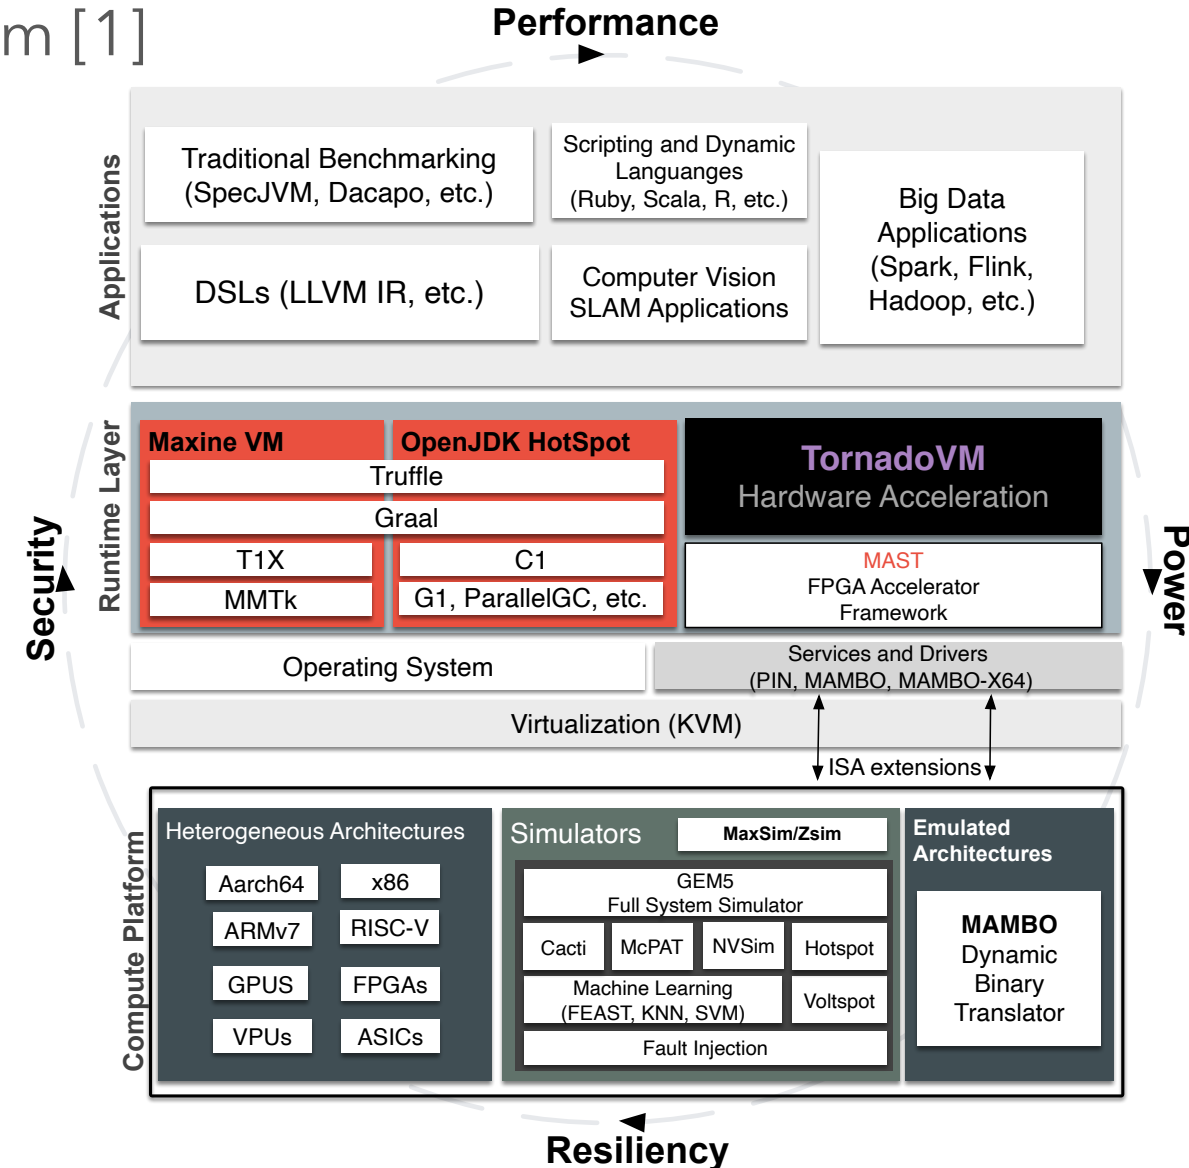 m [1]
Performance
Applications
Traditional Benchmarking
(SpecJVM, Dacapo, etc.)
Scripting and Dynamic
Languanges
(Ruby, Scala, R, etc.)
Big Data
Applications
(Spark, Flink,
Hadoop, etc.)
DSLs (LLVM IR, etc.)
Computer Vision
SLAM Applications
Runtime Layer
Maxine VM
OpenJDK HotSpot
Truffle
Graal
T1X
C1
MMTk
G1, ParallelGC, etc.
TornadoVM
Hardware Acceleration
MAST
FPGA Accelerator
Framework
Security
Power
Operating System
Services and Drivers
(PIN, MAMBO, MAMBO-X64)
Virtualization (KVM)
ISA extensions
Compute Platform
Heterogeneous Architectures
Aarch64
x86
ARMv7
RISC-V
GPUS
FPGAs
VPUs
ASICs
Simulators
MaxSim/Zsim
GEM5
Full System Simulator
Cacti
McPAT
NVSim
Hotspot
Machine Learning
(FEAST, KNN, SVM)
Voltspot
Fault Injection
Emulated
Architectures
MAMBO
Dynamic
Binary
Translator
Resiliency